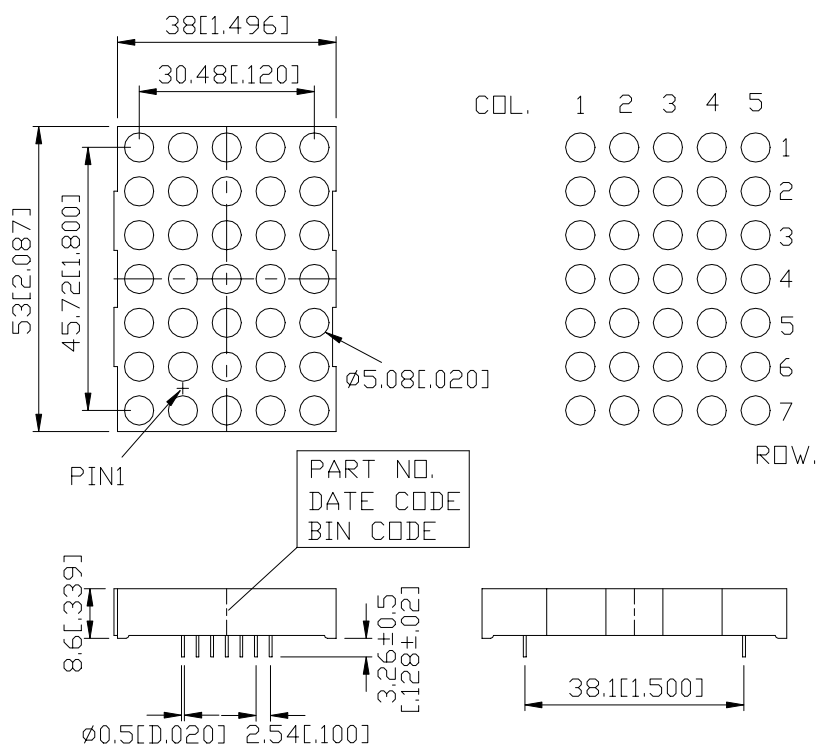 38[1.496]
30.48[.120]
COL. 1 2 3 4 5
1
2
3
4
5
6
7
ROW.
53[2.087]
45.72[1.800]
ø5.08[.020]
PIN1
PART NO.
DATE CODE
BIN CODE
8.6[.339]
3.26±0.5
[.128±.02]
38.1[1.500]
ø0.5[D.020] 2.54[.100]